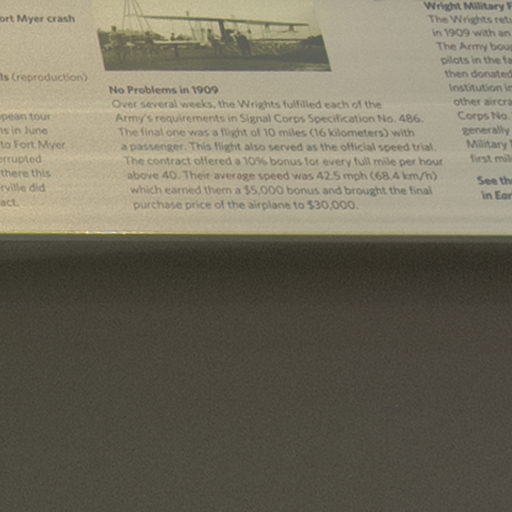 ort Myer crash
ls (reproduction)
pean tour
ns in June
to Fort Myer
errupted
there this
rville did
act.
No Problems in 1909
Over several weeks, the Wrights fulfilled each of the
Army's requirements in Signal Corps Specification No. 486.
The final one was a flight of 10 miles (16 kilometers) with
a passenger. This flight also served as the official speed trial.
The contract offered a 10% bonus for every full mile per hour
above 40. Their average speed was 42.5 mph (68.4 km/h)
which earned them a $5,000 bonus and brought the final
purchase price of the airplane to $30,000.
Wright Military F
The Wrights retu
in 1909 with an
The Army boug
pilots in the fa
then donated
Institution in
other aircra
Corps No.
generally
Military
first mil
See th
in Ear